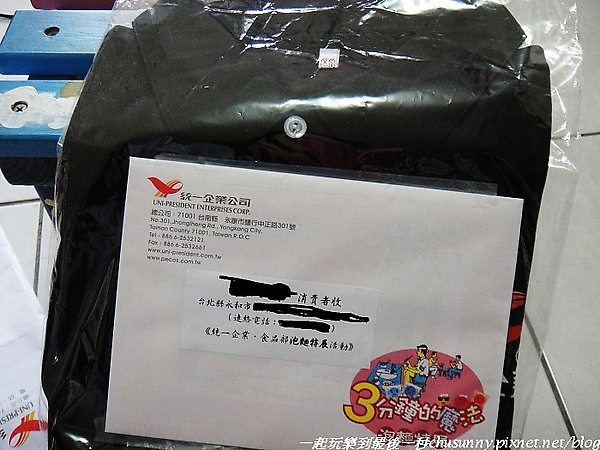 統一企業公司
UNI-PRESIDENT ENTERPRISES CORP.
總公司：71001 台南縣 永康市鹽行中正路301號
No.301,Jhongjheng Rd., Yongkang City,
Tainan County 71001, Taiwan,R.O.C
Tel - 886 6-2532121
Fax - 886 6-2532661
www.uni-president.com.tw
www.pecos.com.tw
消費者收
台北縣永和市
(連絡電話：
)
《統一企業‧食品部泡麵特展活動》
3分鐘的魔法
泡麵特
UNI-PRESI
一起玩樂到最後一秒chusunny.pixnet.net/blog